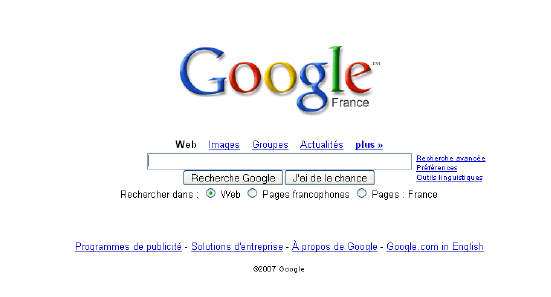 Google™
France
Web Images Groupes Actualités plus »
Recherche avancée
Préférences
Outils linguistiques
Recherche Google J'ai de la chance
Rechercher dans : Web Pages francophones Pages : France
Programmes de publicité - Solutions d'entreprise - À propos de Google - Google.com in English
©2007 Google